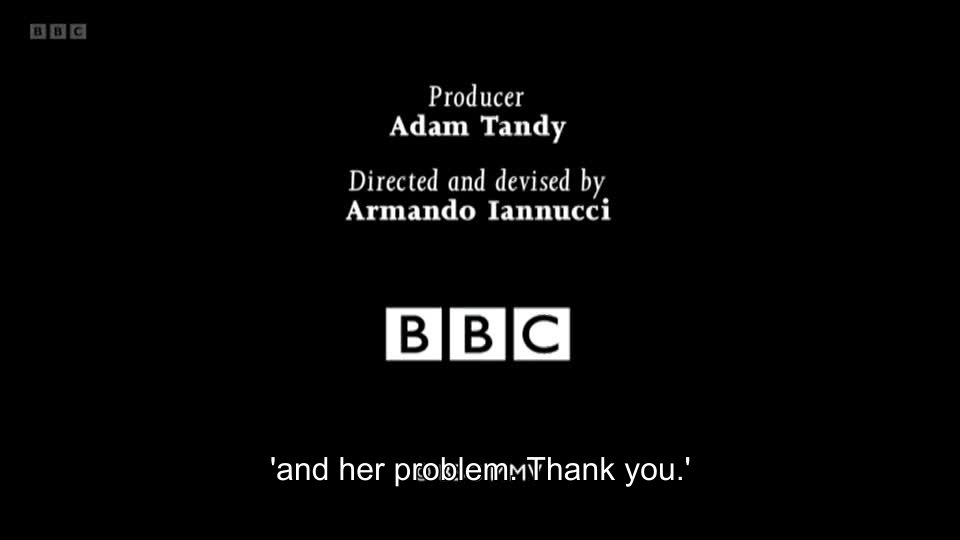 BBC
Producer
Adam Tandy
Directed and devised by
Armando Iannucci
BBC
'and her problem. Thank you.'